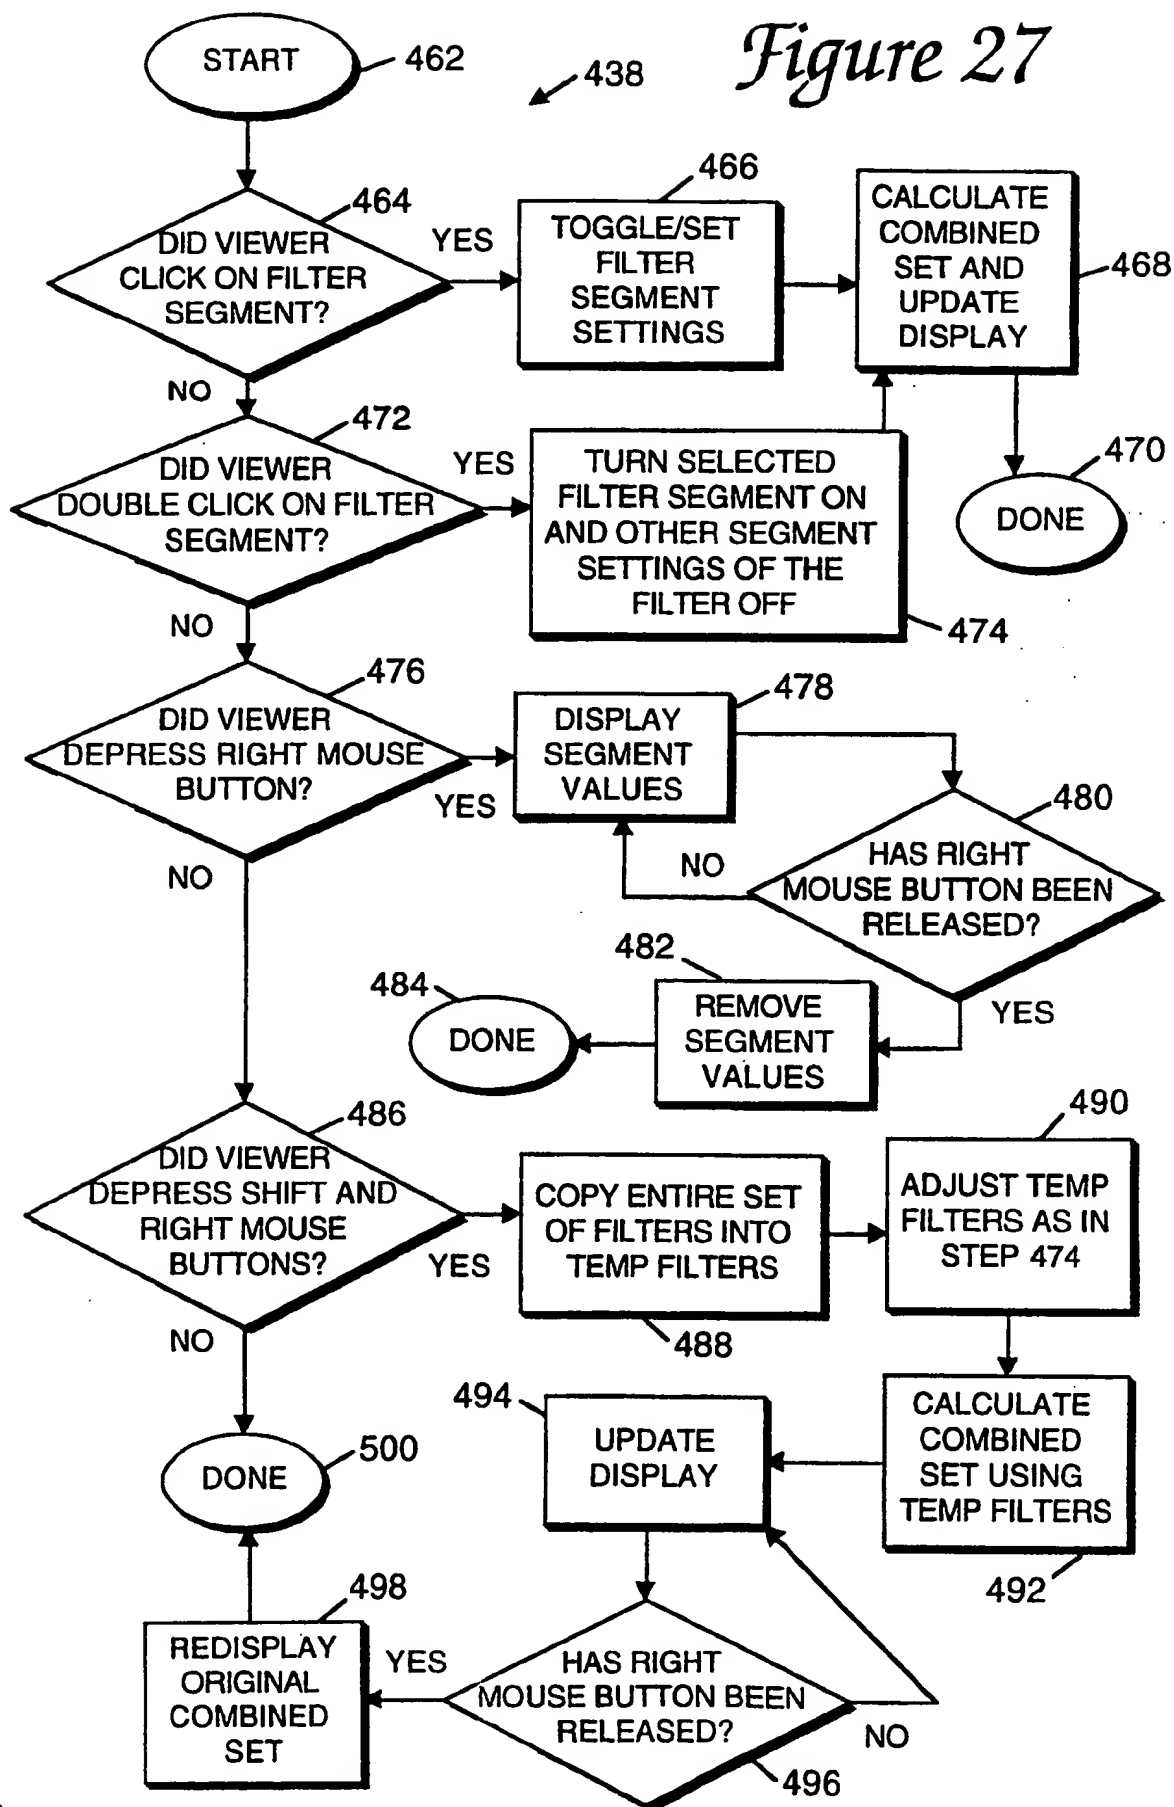 Figure 27
START
462
438
464
DID VIEWER
CLICK ON FILTER
SEGMENT?
YES
466
TOGGLE/SET
FILTER
SEGMENT
SETTINGS
CALCULATE
COMBINED
SET AND
UPDATE
DISPLAY
468
NO
472
DID VIEWER
DOUBLE CLICK ON FILTER
SEGMENT?
YES
TURN SELECTED
FILTER SEGMENT ON
AND OTHER SEGMENT
SETTINGS OF THE
FILTER OFF
474
470
DONE
NO
476
DID VIEWER
DEPRESS RIGHT MOUSE
BUTTON?
YES
478
DISPLAY
SEGMENT
VALUES
480
HAS RIGHT
MOUSE BUTTON BEEN
RELEASED?
NO
YES
482
REMOVE
SEGMENT
VALUES
484
DONE
NO
486
DID VIEWER
DEPRESS SHIFT AND
RIGHT MOUSE
BUTTONS?
YES
COPY ENTIRE SET
OF FILTERS INTO
TEMP FILTERS
488
490
ADJUST TEMP
FILTERS AS IN
STEP 474
NO
494
UPDATE
DISPLAY
CALCULATE
COMBINED
SET USING
TEMP FILTERS
492
500
DONE
498
REDISPLAY
ORIGINAL
COMBINED
SET
YES
HAS RIGHT
MOUSE BUTTON BEEN
RELEASED?
NO
496